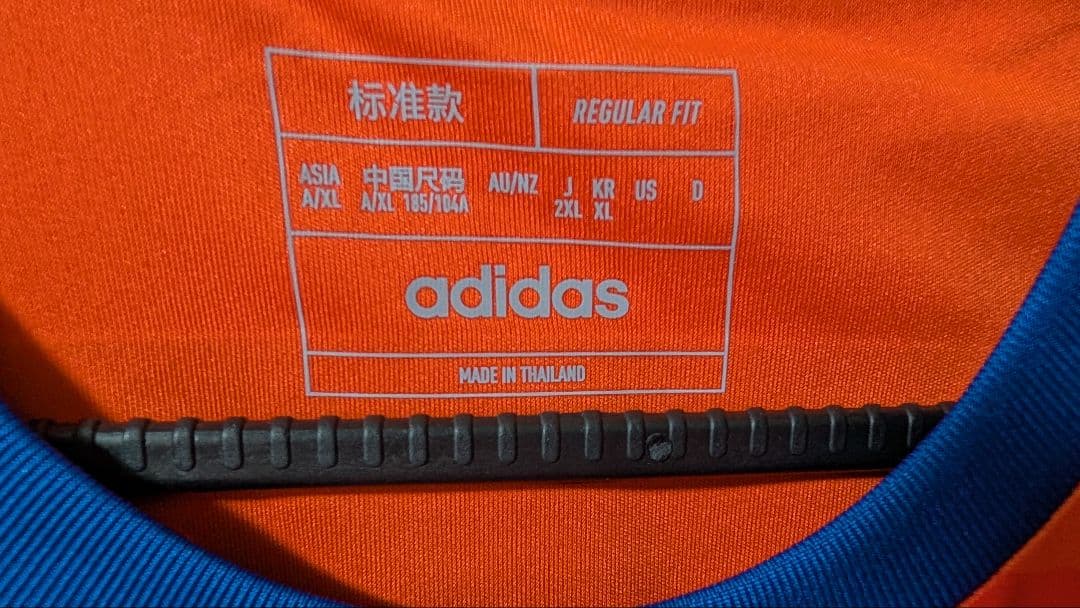 标准款 REGULAR FIT
ASIA 中国尺码 AU/NZ J KR US D
A/XL A/XL 185/104A 2XL XL
adidas
MADE IN THAILAND